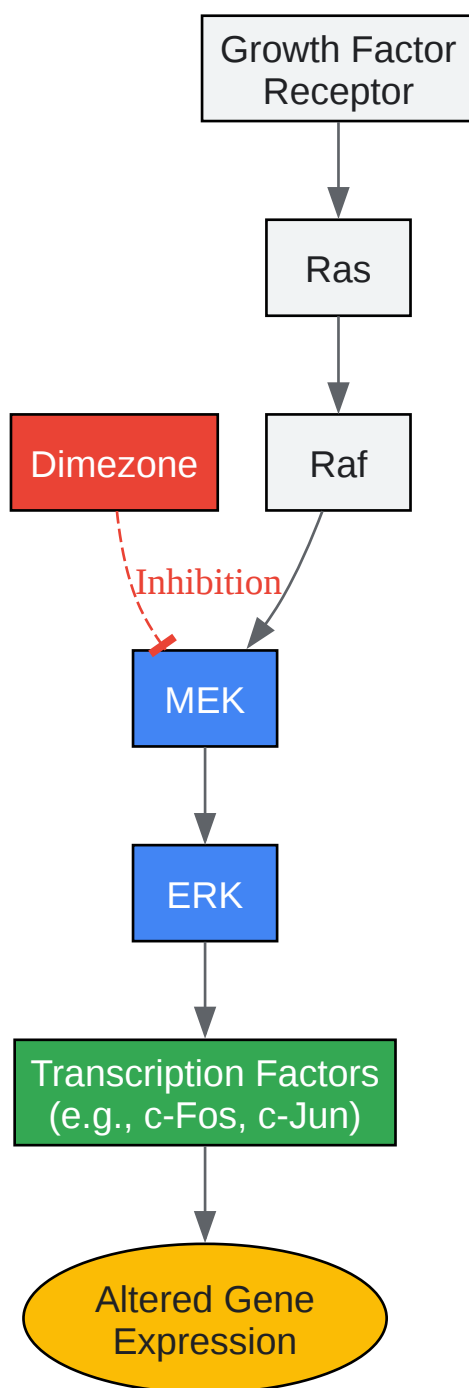 Growth Factor
Receptor
Ras
Dimezone
Raf
Inhibition
MEK
ERK
Transcription Factors
(e.g., c-Fos, c-Jun)
Altered Gene
Expression